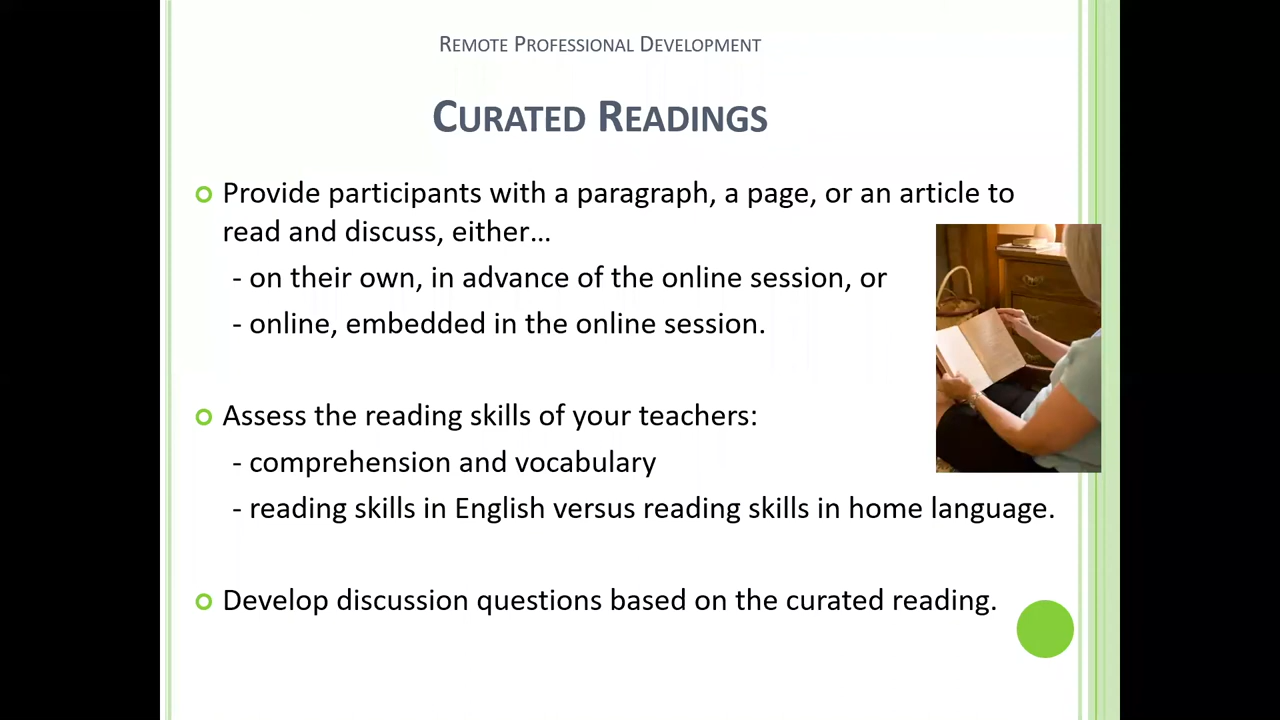 Remote Professional Development
Curated Readings
Provide participants with a paragraph, a page, or an article to
read and discuss, either…
- on their own, in advance of the online session, or
- online, embedded in the online session.
Assess the reading skills of your teachers:
- comprehension and vocabulary
- reading skills in English versus reading skills in home language.
Develop discussion questions based on the curated reading.